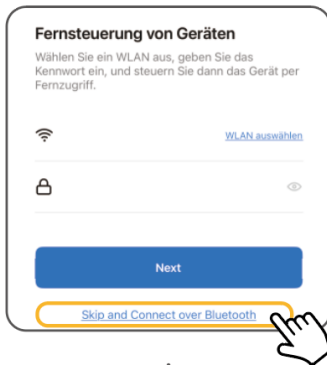 Fernsteuerung von Geräten
Wählen Sie ein WLAN aus, geben Sie das
Kennwort ein, und steuern Sie dann das Gerät per
Fernzugriff.
WLAN auswählen
Next
Skip and Connect over Bluetooth